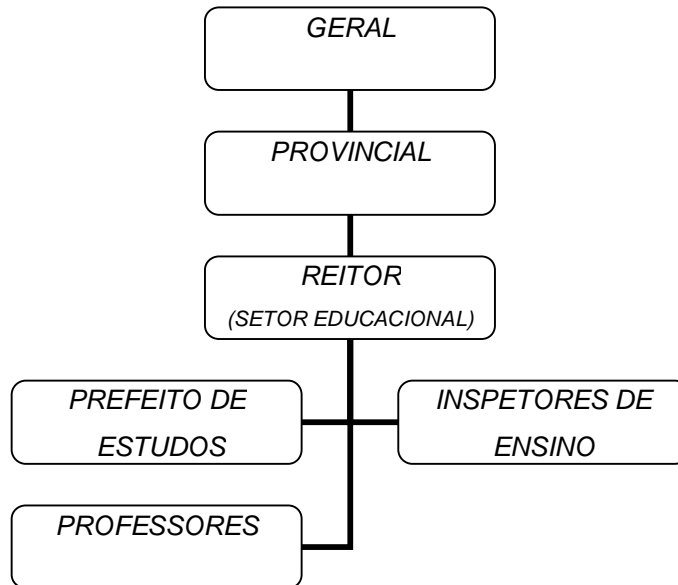 GERAL
PROVINCIAL
REITOR
(SETOR EDUCACIONAL)
PREFEITO DE
ESTUDOS
INSPETORES DE
ENSINO
PROFESSORES